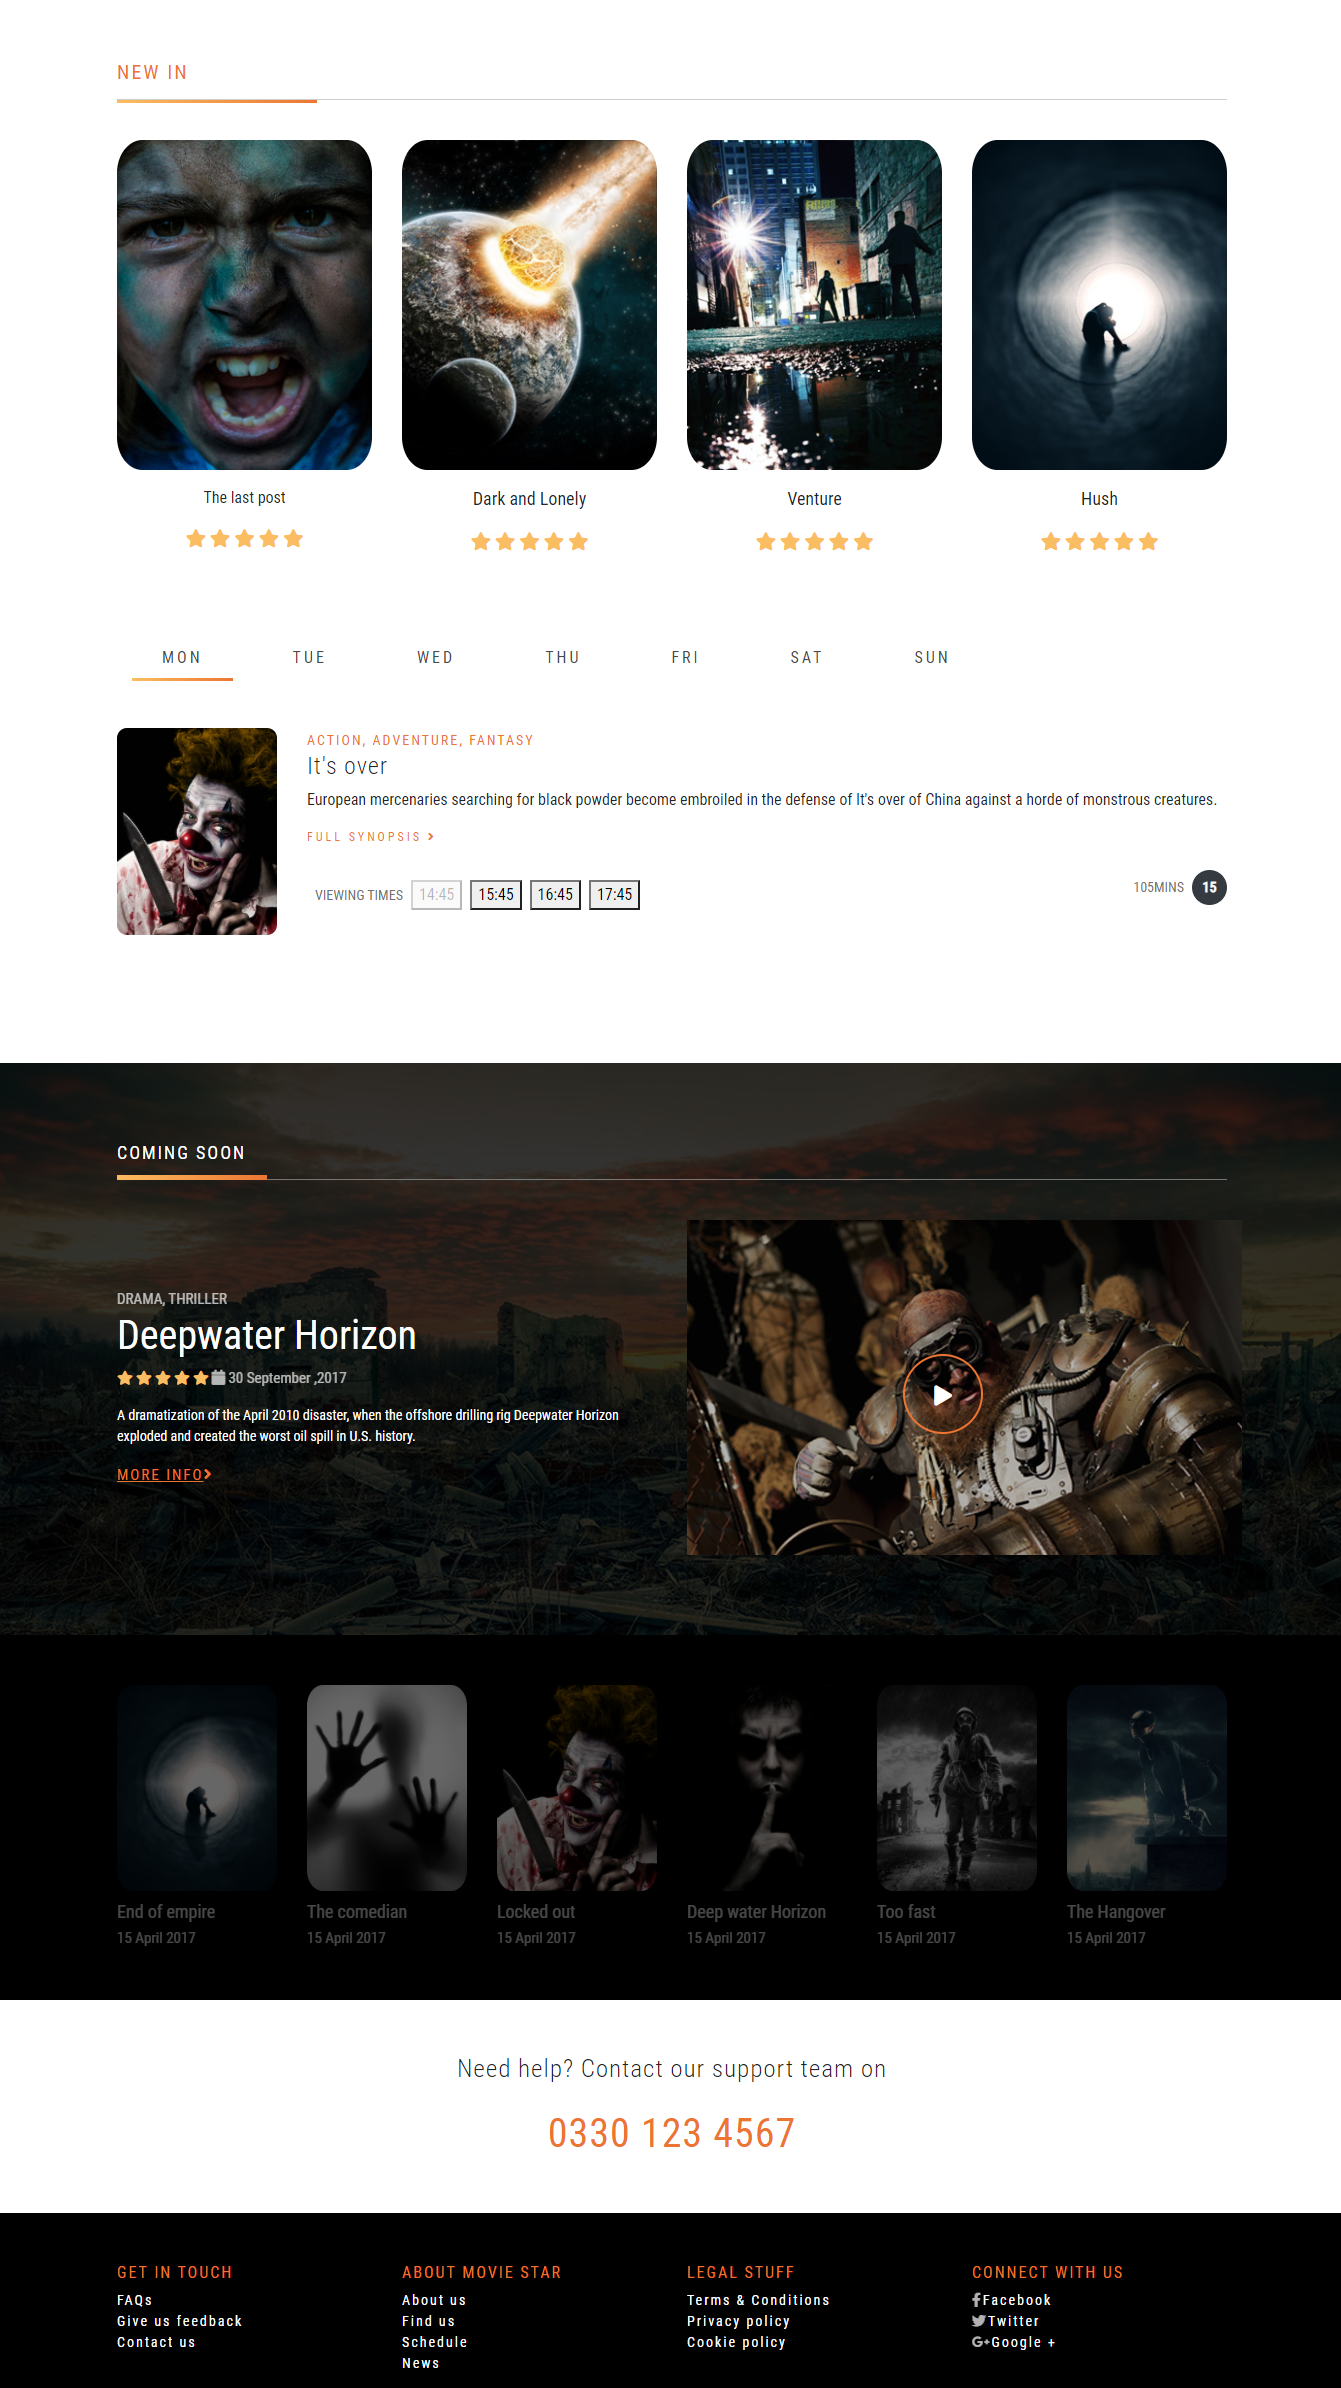 NEW IN
The last post
Dark and Lonely
Venture
Hush
MON TUE WED THU FRI SAT SUN
ACTION, ADVENTURE, FANTASY
It's over
European mercenaries searching for black powder become embroiled in the defense of It's over of China against a horde of monstrous creatures.
FULL SYNOPSIS
VIEWING TIMES 14:45 15:45 16:45 17:45
105MINS 15
COMING SOON
DRAMA, THRILLER
Deepwater Horizon
30 September ,2017
A dramatization of the April 2010 disaster, when the offshore drilling rig Deepwater Horizon
exploded and created the worst oil spill in U.S. history.
MORE INFO
End of empire
15 April 2017
The comedian
15 April 2017
Locked out
15 April 2017
Deep water Horizon
15 April 2017
Too fast
15 April 2017
The Hangover
15 April 2017
Need help? Contact our support team on
0330 123 4567
GET IN TOUCH
FAQs
Give us feedback
Contact us
ABOUT MOVIE STAR
About us
Find us
Schedule
News
LEGAL STUFF
Terms & Conditions
Privacy policy
Cookie policy
CONNECT WITH US
Facebook
Twitter
Google +